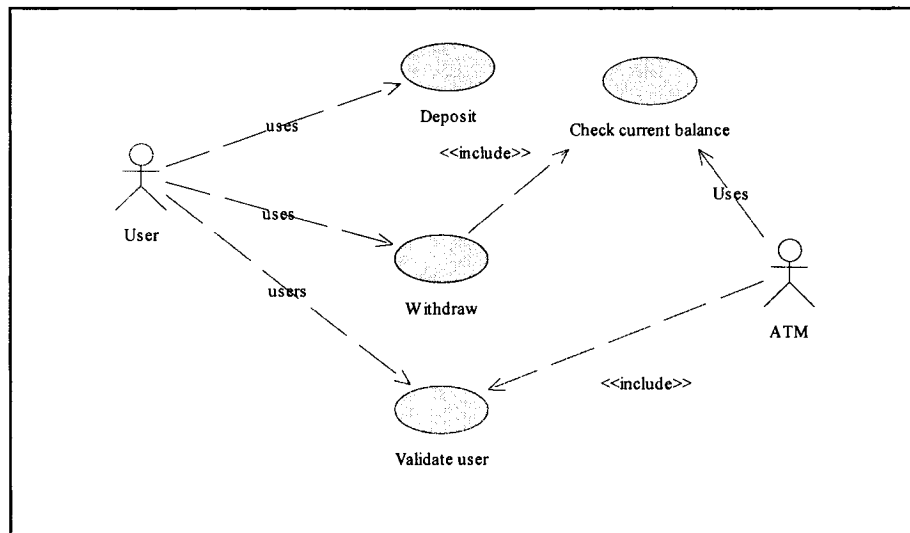 Deposit
Check current balance
uses
<<include>>
User
uses
Uses
users
Withdraw
ATM
<<include>>
Validate user